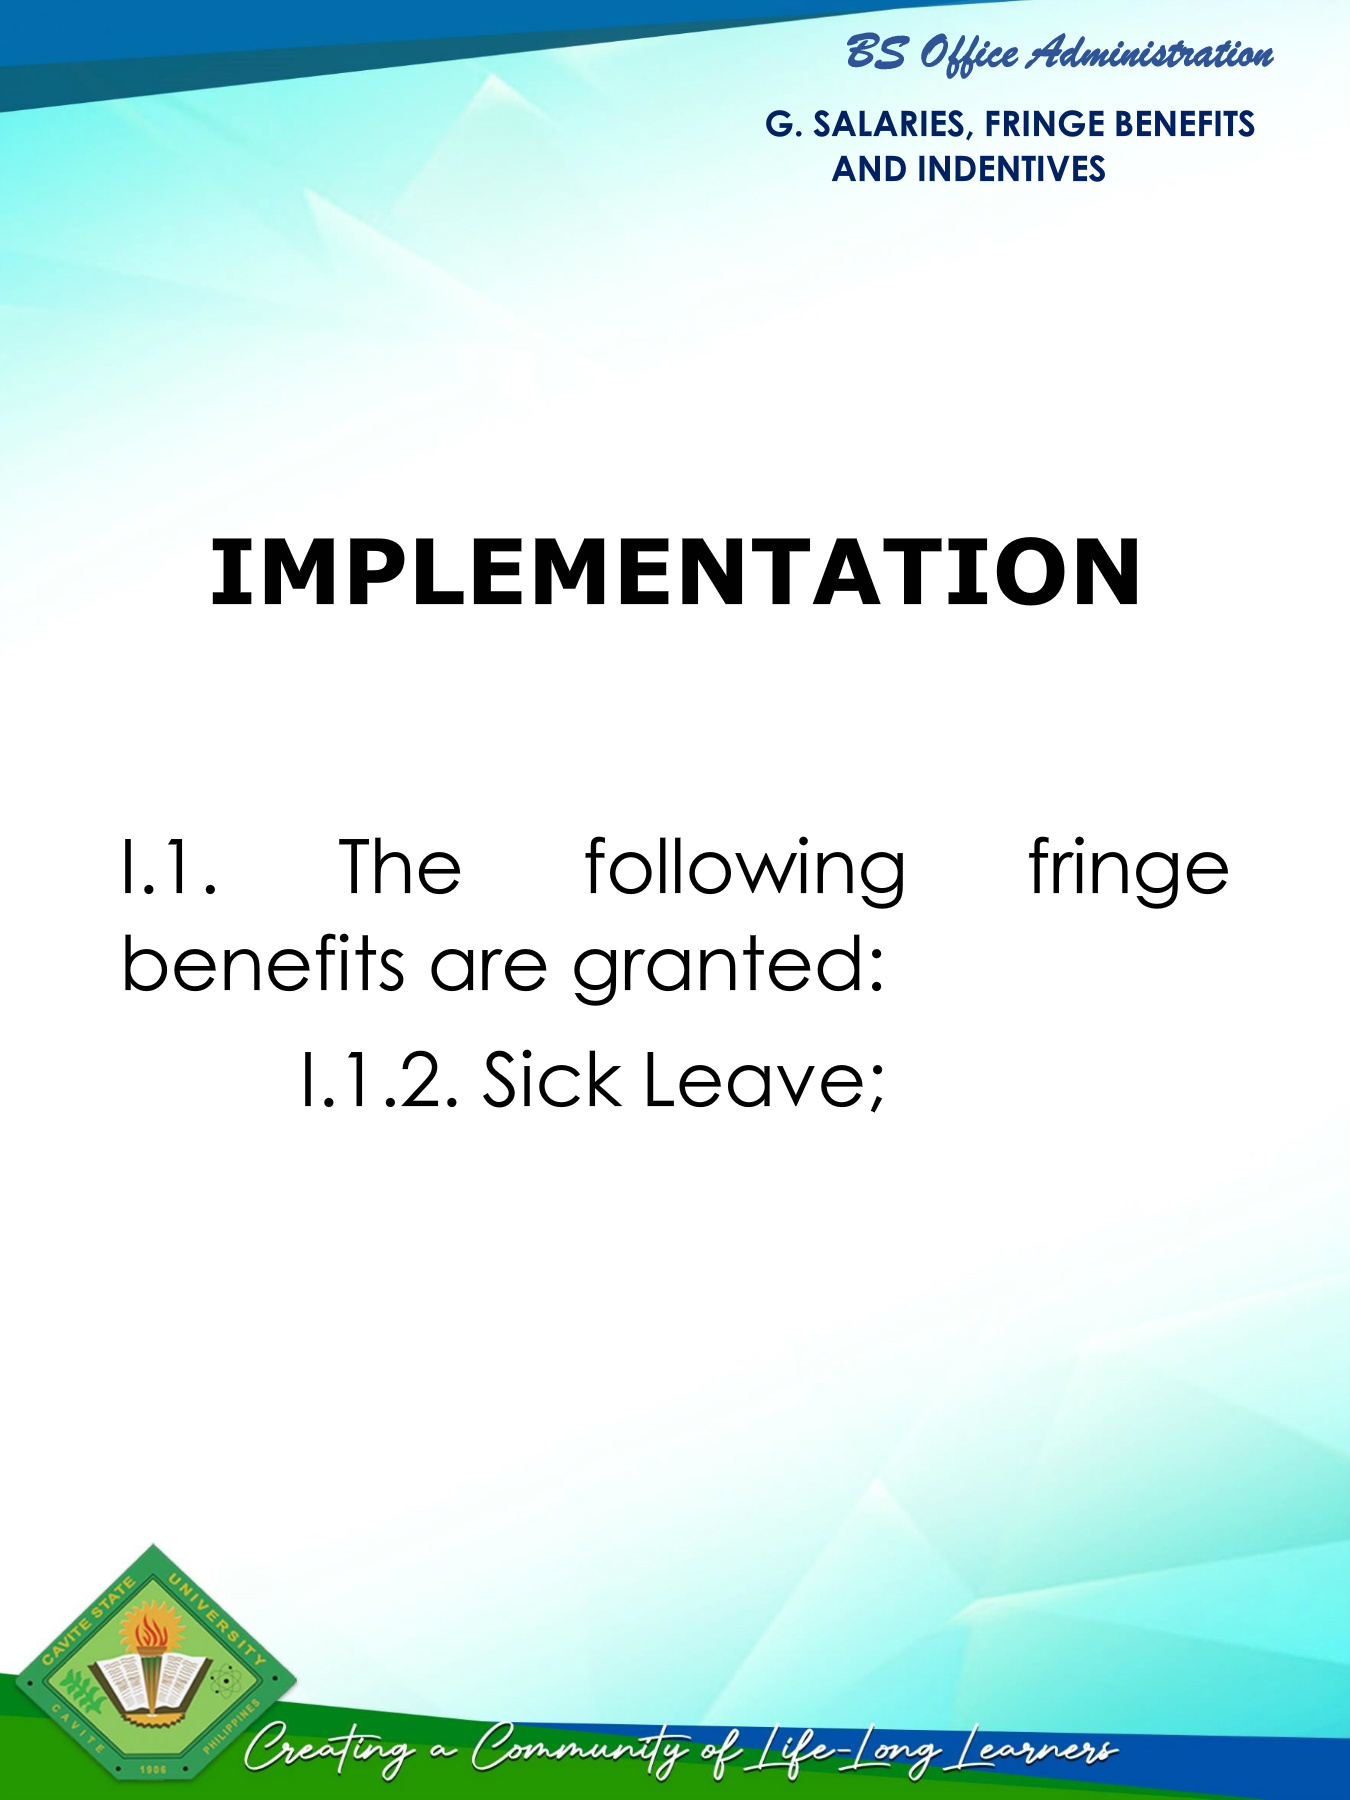 BS Office Administration
G. SALARIES, FRINGE BENEFITS
AND INDENTIVES
IMPLEMENTATION
I.1. The following fringe
benefits are granted:
I.1.2. Sick Leave;
CAVITE STATE UNIVERSITY
CAVITE
PHILIPPINES
1906
Creating a Community of Life-Long Learners